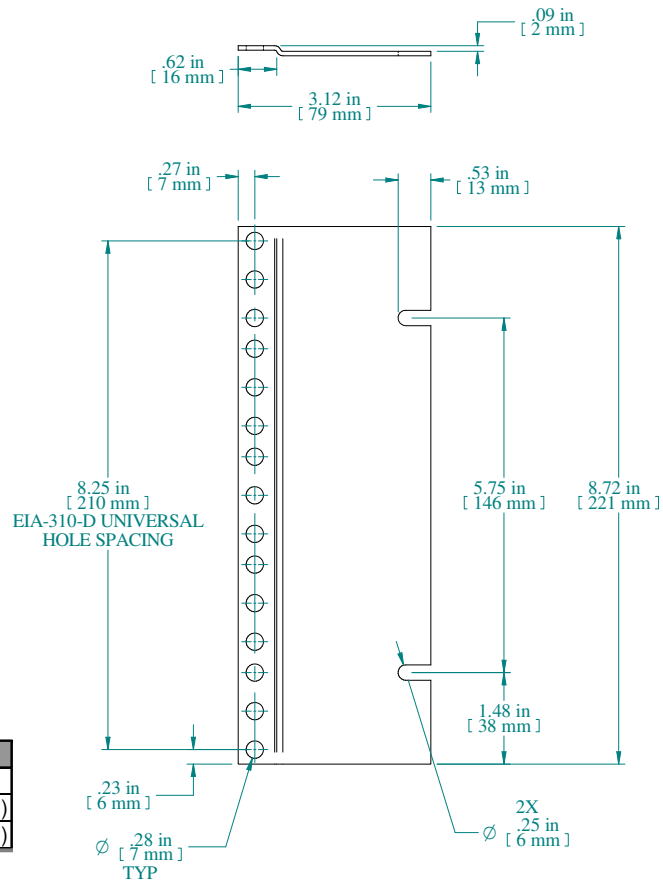 .09 in
[ 2 mm ]
.62 in
[ 16 mm ]
3.12 in
[ 79 mm ]
.27 in
[ 7 mm ]
.53 in
[ 13 mm ]
8.25 in
[ 210 mm ]
EIA-310-D UNIVERSAL
HOLE SPACING
5.75 in
[ 146 mm ]
8.72 in
[ 221 mm ]
1.48 in
[ 38 mm ]
.23 in
[ 6 mm ]
)
)
Ø .28 in
[ 7 mm ]
TYP
2X
Ø .25 in
[ 6 mm ]